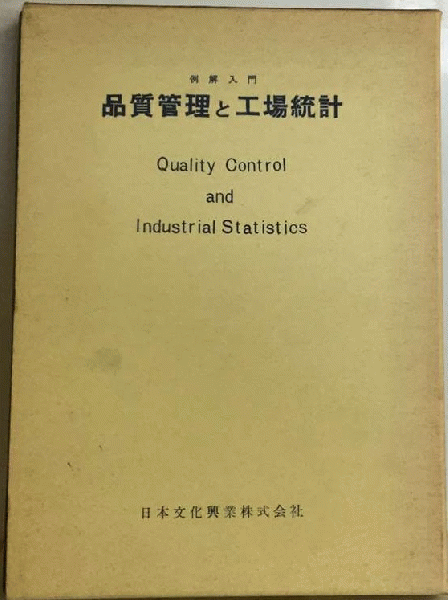 例解入門
品質管理と工場統計
Quality Control
and
Industrial Statistics
日本文化興業株式会社